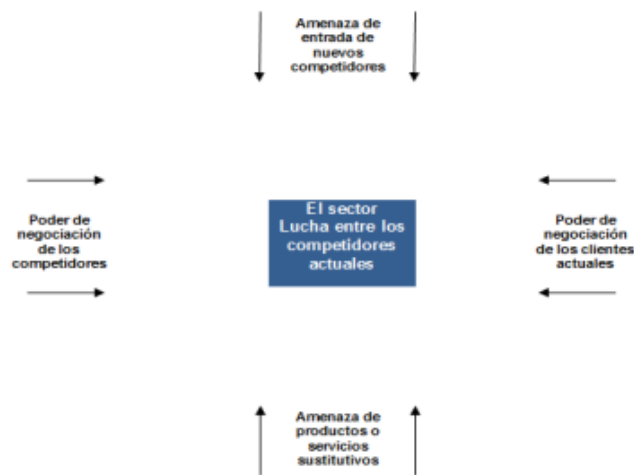 Amenaza de
entrada de
nuevos
competidores
Poder de
negociación
de los
competidores
El sector
Lucha entre los
competidores
actuales
Poder de
negociación
de los clientes
actuales
Amenaza de
productos o
servicios
sustitutivos